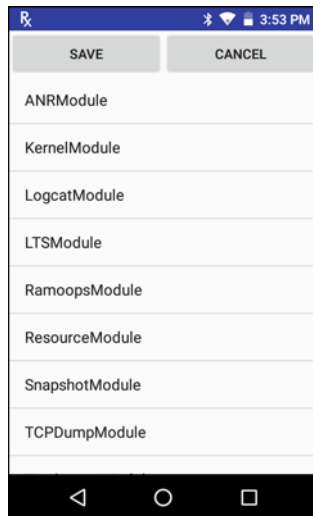 ℞ 3:53 PM
SAVE CANCEL
ANRModule
KernelModule
LogcatModule
LTSModule
RamoopsModule
ResourceModule
SnapshotModule
TCPDumpModule